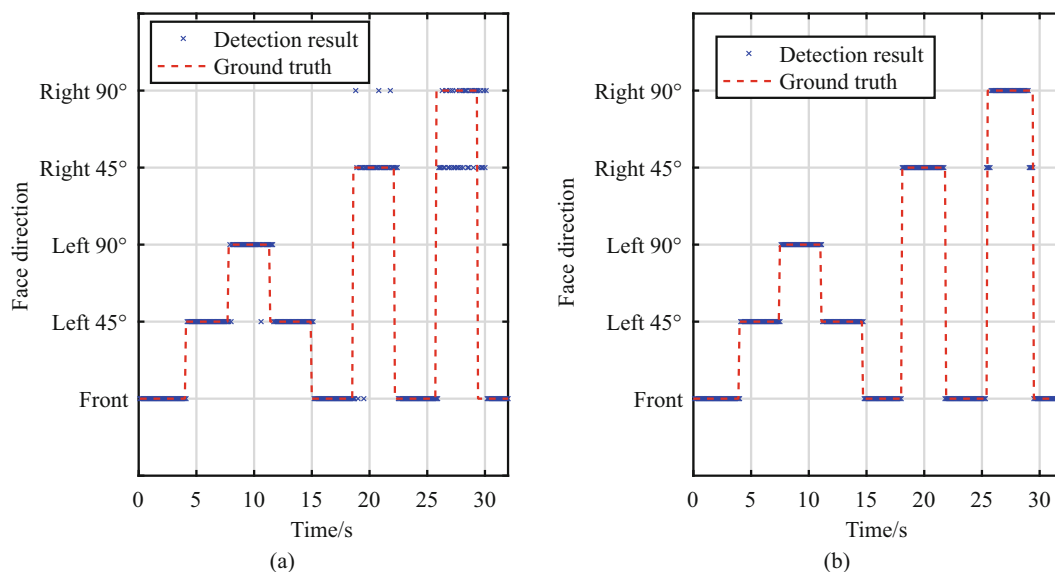 Detection result
Ground truth
Right 90°
Right 45°
Left 90°
Left 45°
Front
Face direction
0 5 10 15 20 25 30
Time/s
(a)
Detection result
Ground truth
Right 90°
Right 45°
Left 90°
Left 45°
Front
Face direction
0 5 10 15 20 25 30
Time/s
(b)